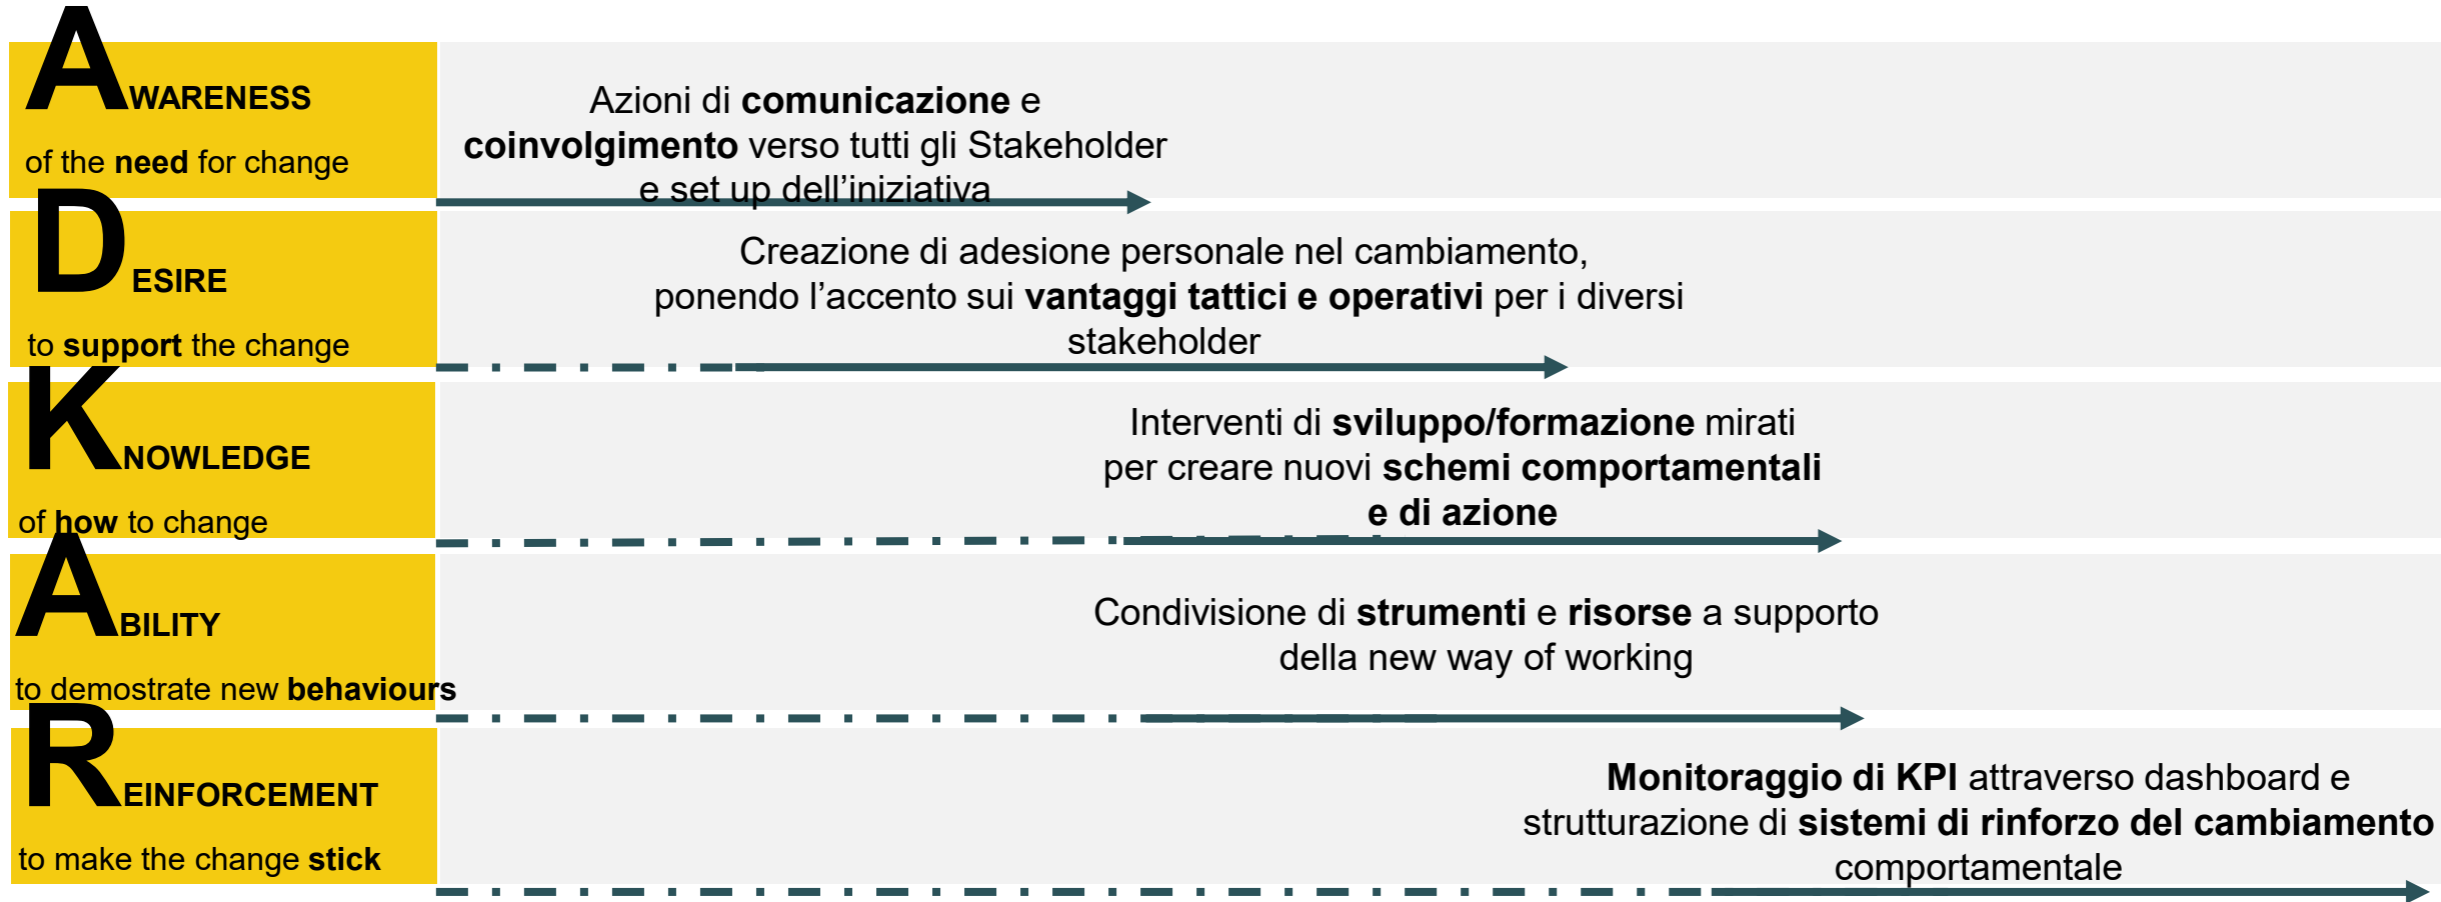 AWARENESS
of the need for change
Azioni di comunicazione e
coinvolgimento verso tutti gli Stakeholder
e set up dell’iniziativa
DESIRE
to support the change
Creazione di adesione personale nel cambiamento,
ponendo l’accento sui vantaggi tattici e operativi per i diversi
stakeholder
KNOWLEDGE
of how to change
Interventi di sviluppo/formazione mirati
per creare nuovi schemi comportamentali
e di azione
ABILITY
to demostrate new behaviours
Condivisione di strumenti e risorse a supporto
della new way of working
REINFORCEMENT
to make the change stick
Monitoraggio di KPI attraverso dashboard e
strutturazione di sistemi di rinforzo del cambiamento
comportamentale